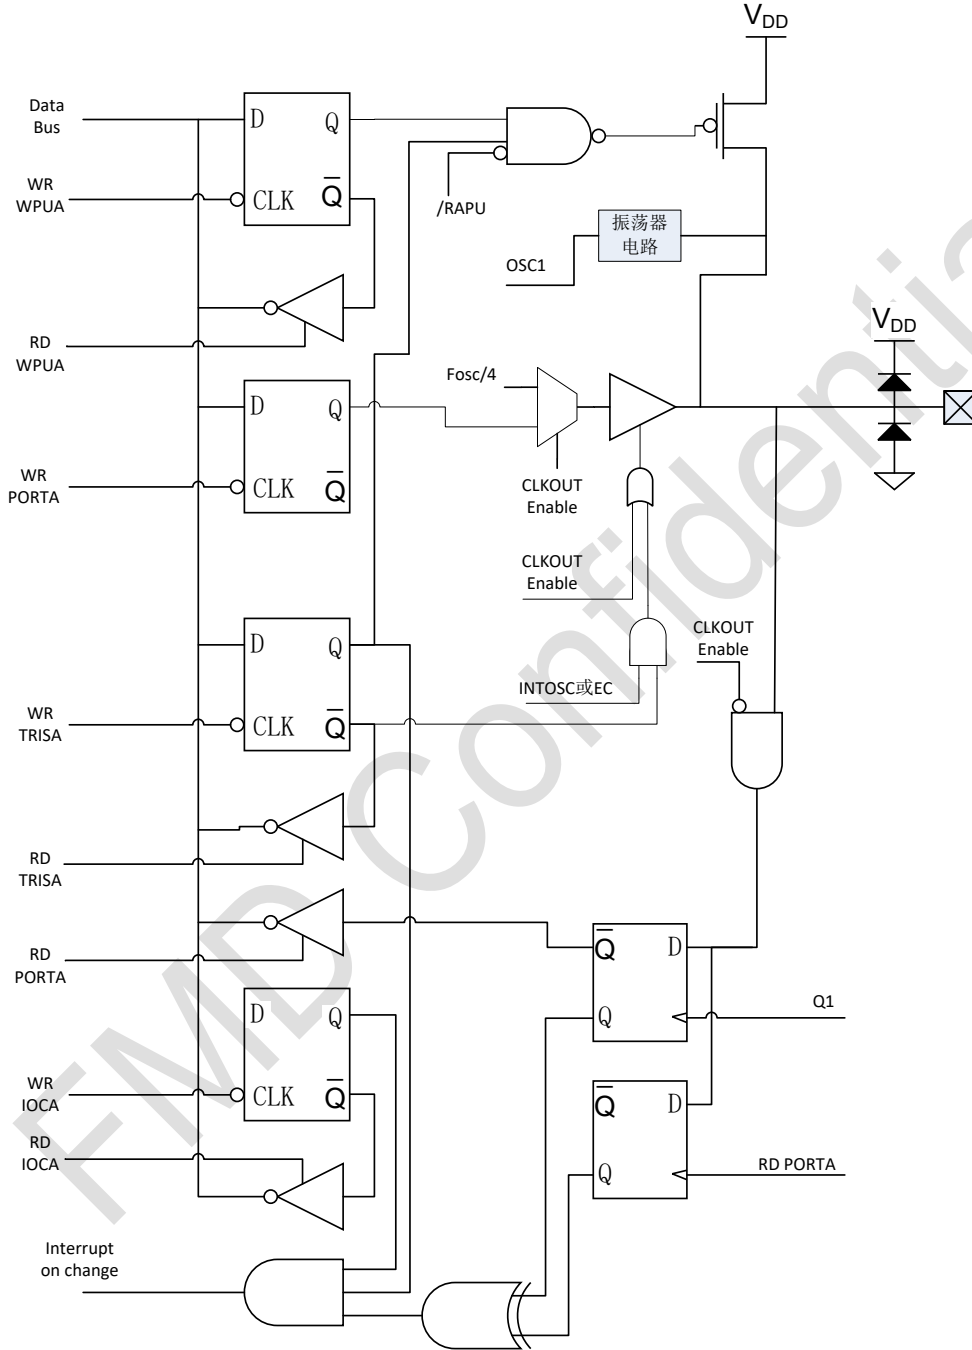 VDD
Data
Bus
D
Q
WR
WPUA
CLK
Q
/RAPU
振荡器
电路
OSC1
RD
WPUA
VDD
Fosc/4
D
Q
WR
PORTA
CLK
Q
CLKOUT
Enable
CLKOUT
Enable
D
Q
CLKOUT
Enable
INTOSC或EC
WR
TRISA
CLK
Q
RD
TRISA
RD
PORTA
Q
D
Q
Q1
D
Q
WR
IOCA
CLK
Q
Q
D
RD
IOCA
Q
RD PORTA
Interrupt
on change
FMD Confidentia